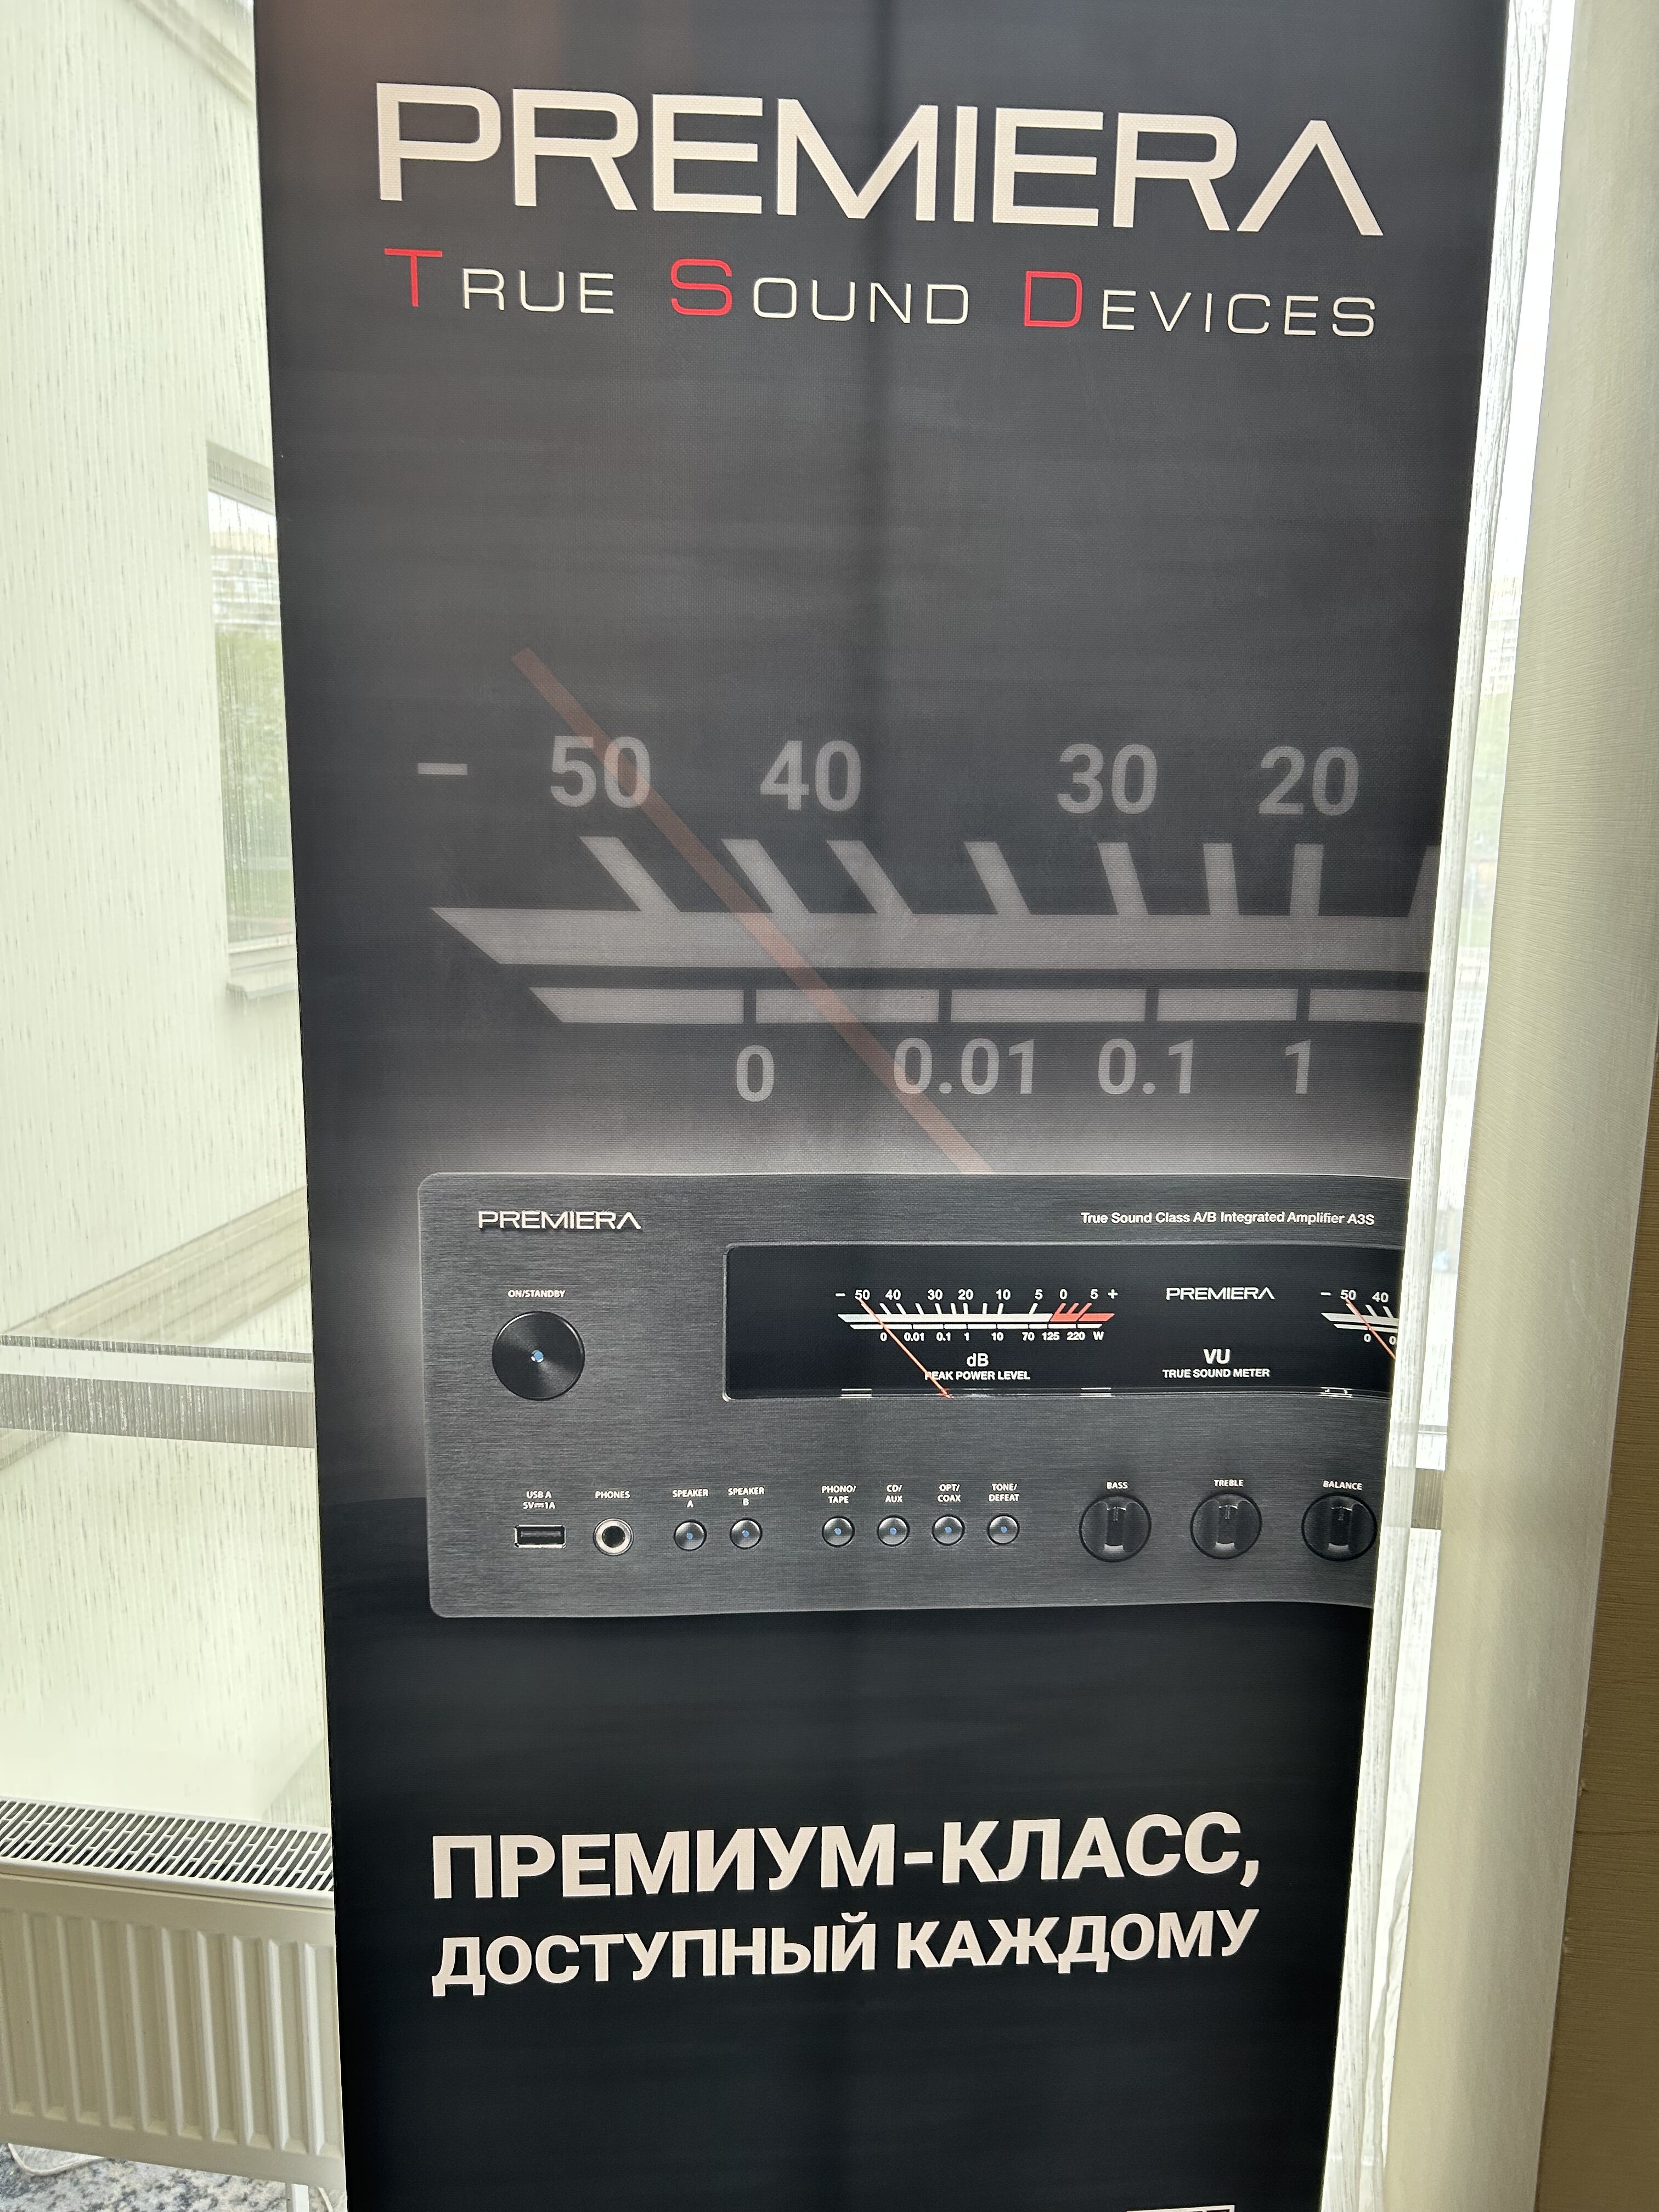 PREMIERA
TRUE SOUND DEVICES
– 50 40 30 20
0 0.01 0.1 1
PREMIERA
True Sound Class A/B Integrated Amplifier A3S
ON/STANDBY
– 50 40 30 20 10 5 0 5 +
0 0.01 0.1 1 10 70 125 220 W
dB
PEAK POWER LEVEL
PREMIERA
VU
TRUE SOUND METER
– 50 40
0
USB A
5V⎓1A
PHONES
SPEAKER
A
SPEAKER
B
PHONO/
TAPE
CD/
AUX
OPT/
COAX
TONE/
DEFEAT
BASS
TREBLE
BALANCE
ПРЕМИУМ-КЛАСС,
ДОСТУПНЫЙ КАЖДОМУ